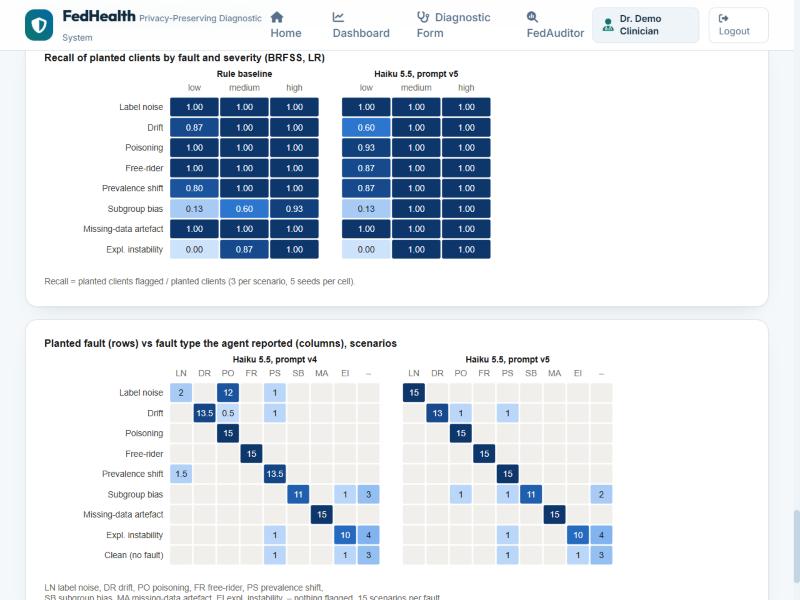 FedHealth Privacy-Preserving Diagnostic System
Home
Dashboard
Diagnostic Form
FedAuditor
Dr. Demo Clinician
Logout
Recall of planted clients by fault and severity (BRFSS, LR)
Rule baseline Haiku 5.5, prompt v5
low medium high low medium high
Label noise 1.00 1.00 1.00 1.00 1.00 1.00
Drift 0.87 1.00 1.00 0.60 1.00 1.00
Poisoning 1.00 1.00 1.00 0.93 1.00 1.00
Free-rider 1.00 1.00 1.00 0.87 1.00 1.00
Prevalence shift 0.80 1.00 1.00 0.87 1.00 1.00
Subgroup bias 0.13 0.60 0.93 0.13 1.00 1.00
Missing-data artefact 1.00 1.00 1.00 1.00 1.00 1.00
Expl. instability 0.00 0.87 1.00 0.00 1.00 1.00
Recall = planted clients flagged / planted clients (3 per scenario, 5 seeds per cell).
Planted fault (rows) vs fault type the agent reported (columns), scenarios
Haiku 5.5, prompt v4 Haiku 5.5, prompt v5
LN DR PO FR PS SB MA EI – LN DR PO FR PS SB MA EI –
Label noise 2 12 1 15
Drift 13.5 0.5 1 13 1 1
Poisoning 15 15
Free-rider 15 15
Prevalence shift 1.5 13.5 15
Subgroup bias 11 1 3 1 1 11 2
Missing-data artefact 15 15
Expl. instability 1 10 4 1 10 4
Clean (no fault) 1 1 3 1 1 3
LN label noise, DR drift, PO poisoning, FR free-rider, PS prevalence shift,
SB subgroup bias, MA missing-data artefact, EI expl. instability, – nothing flagged. 15 scenarios per fault